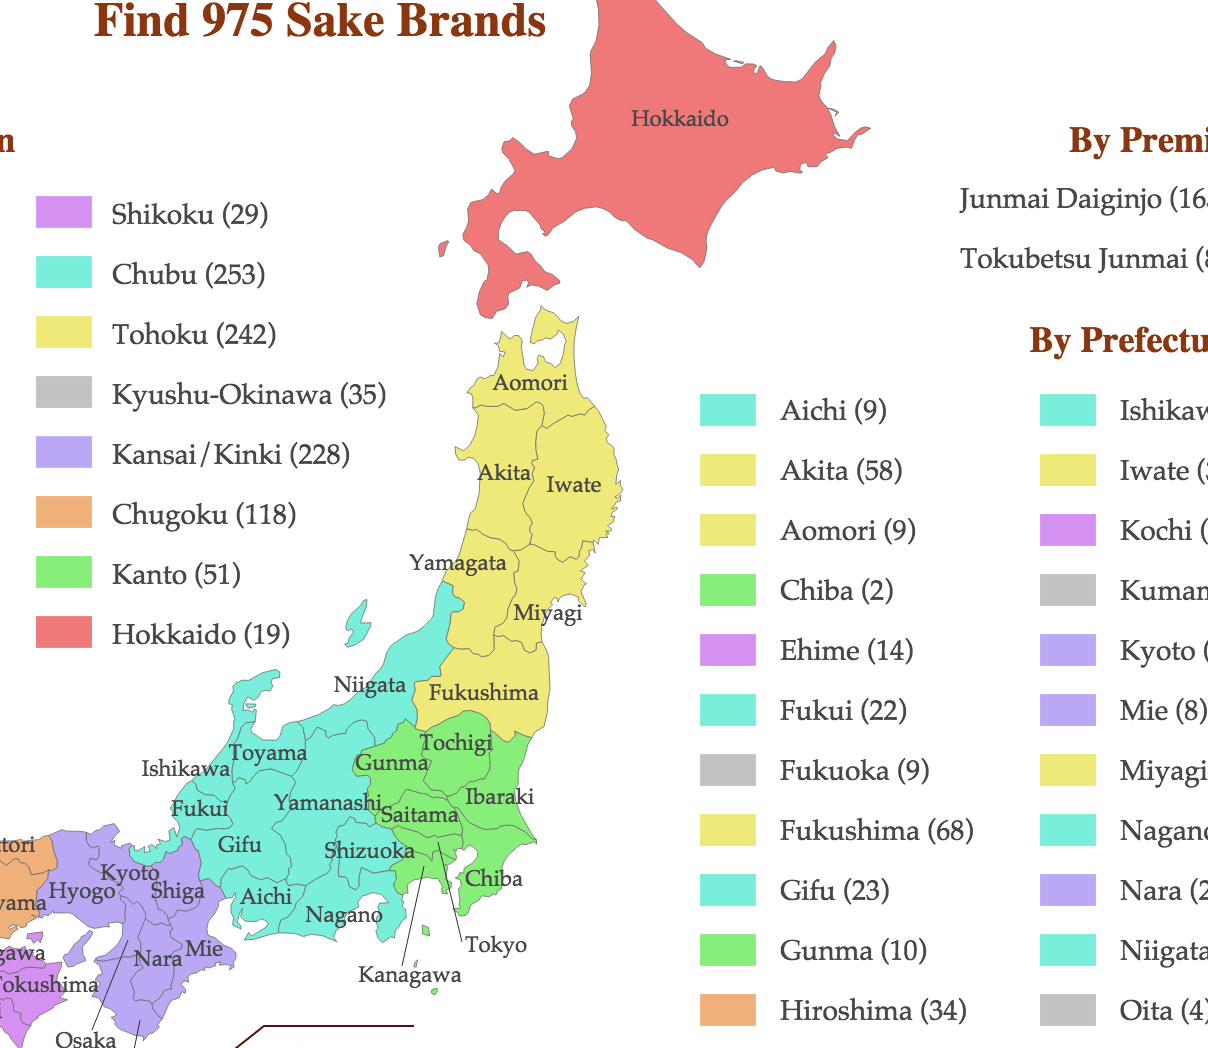 Find 975 Sake Brands
Shikoku (29)
Chubu (253)
Tohoku (242)
Kyushu-Okinawa (35)
Kansai/Kinki (228)
Chugoku (118)
Kanto (51)
Hokkaido (19)
Hokkaido
Aomori
Akita
Iwate
Yamagata
Miyagi
Niigata
Fukushima
Tochigi
Toyama
Gunma
Ishikawa
Ibaraki
Yamanashi
Fukui
Saitama
Gifu
Shizuoka
Kyoto
Hyogo
Shiga
Chiba
Aichi
Nagano
Tokyo
Mie
Nara
Kanagawa
Tokushima
Osaka
By Premi
Junmai Daiginjo (16
Tokubetsu Junmai (8
By Prefectu
Aichi (9)
Akita (58)
Aomori (9)
Chiba (2)
Ehime (14)
Fukui (22)
Fukuoka (9)
Fukushima (68)
Gifu (23)
Gunma (10)
Hiroshima (34)
Ishikaw
Iwate (3
Kochi (
Kumam
Kyoto (
Mie (8)
Miyagi
Nagano
Nara (2
Niigata
Oita (4)